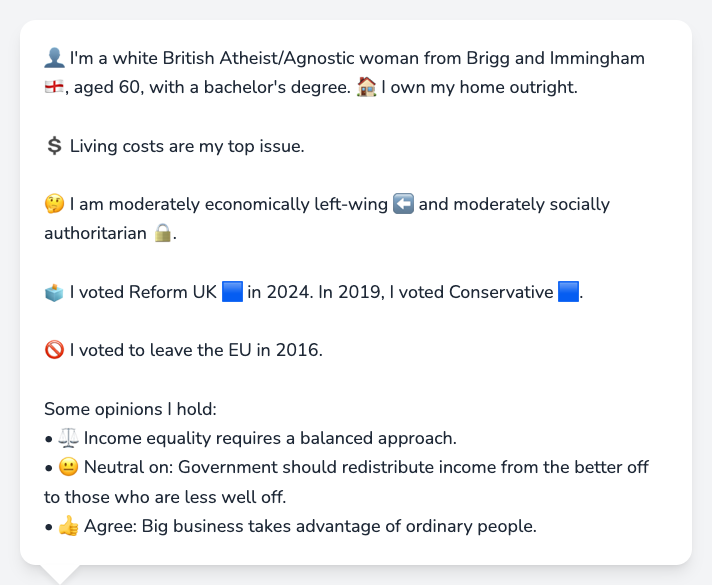 👤 I'm a white British Atheist/Agnostic woman from Brigg and Immingham
🏴󠁧󠁢󠁥󠁮󠁧󠁿, aged 60, with a bachelor's degree. 🏠 I own my home outright.
💲 Living costs are my top issue.
🤔 I am moderately economically left-wing ⬅️ and moderately socially
authoritarian 🔒.
🗳️ I voted Reform UK 🟦 in 2024. In 2019, I voted Conservative 🟦.
🚫 I voted to leave the EU in 2016.
Some opinions I hold:
• ⚖️ Income equality requires a balanced approach.
• 😐 Neutral on: Government should redistribute income from the better off
to those who are less well off.
• 👍 Agree: Big business takes advantage of ordinary people.